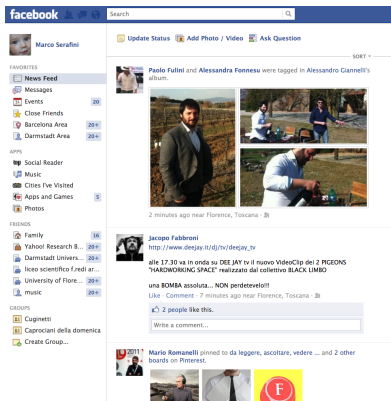 facebook
Search
Marco Serafini
FAVORITES
News Feed
Messages
Events 20
Close Friends
Barcelona Area 20+
Darmstadt Area 20+
APPS
Social Reader
Music
Cities I've Visited
Apps and Games 5
Photos
FRIENDS
Family 16
Yahoo! Research B... 20+
Darmstadt Univers... 20+
liceo scientifico f.redi ar...
University of Flore... 20+
music 20+
GROUPS
Cuginetti
Caprociani della domenica
Create Group...
Update Status Add Photo / Video Ask Question
SORT
Paolo Fulini and Alessandra Fonnesu were tagged in Alessandro Giannelli's
album.
2 minutes ago near Florence, Toscana
Jacopo Fabbroni
http://www.deejay.it/dj/tv/deejay_tv
alle 17.30 va in onda su DEE JAY tv il nuovo VideoClip dei 2 PIGEONS
"HARDWORKING SPACE" realizzato dal collettivo BLACK LIMBO
una BOMBA assoluta... NON perdetevelo!!!
Like · Comment · 7 minutes ago near Florence, Toscana
2 people like this.
Write a comment...
Mario Romanelli pinned to da leggere, ascoltare, vedere ... and 2 other
boards on Pinterest.
2011
F